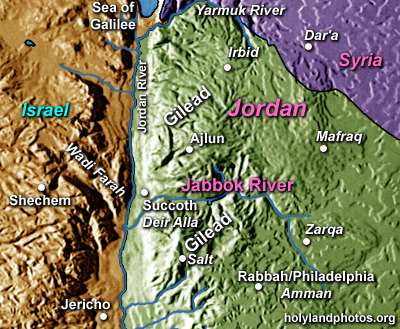 Sea of
Galilee
Yarmuk River
Dar'a
Irbid
Syria
Jordan River
Gilead
Israel
Jordan
Ajlun
Mafraq
Wadi Farah
Jabbok River
Shechem
Succoth
Deir Alla
Gilead
Zarqa
Salt
Rabbah/Philadelphia
Amman
Jericho
holylandphotos.org